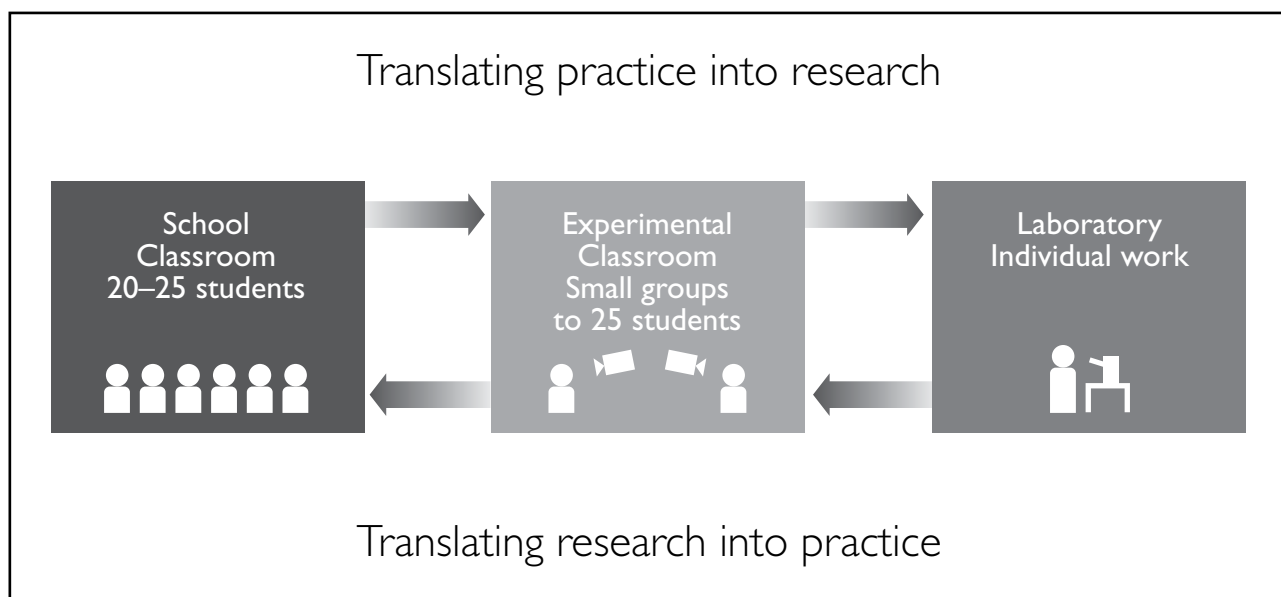 Translating practice into research
School
Classroom
20–25 students
Experimental
Classroom
Small groups
to 25 students
Laboratory
Individual work
Translating research into practice